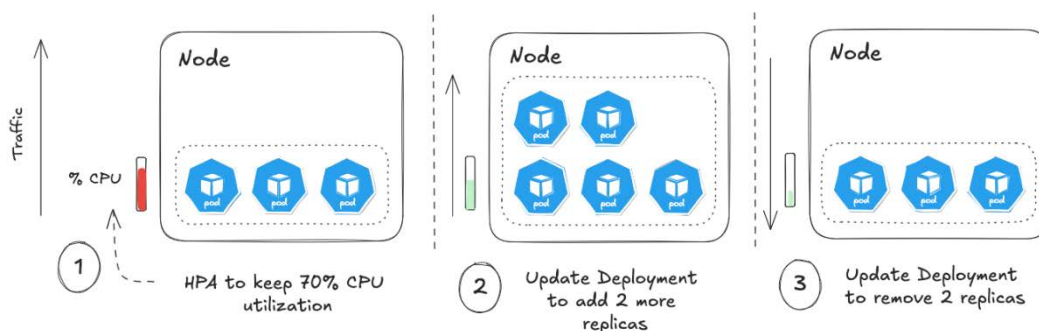 Traffic
% CPU
Node
pod
pod
pod
1
HPA to keep 70% CPU
utilization
Node
pod
pod
pod
pod
pod
2
Update Deployment
to add 2 more
replicas
Node
pod
pod
pod
3
Update Deployment
to remove 2 replicas